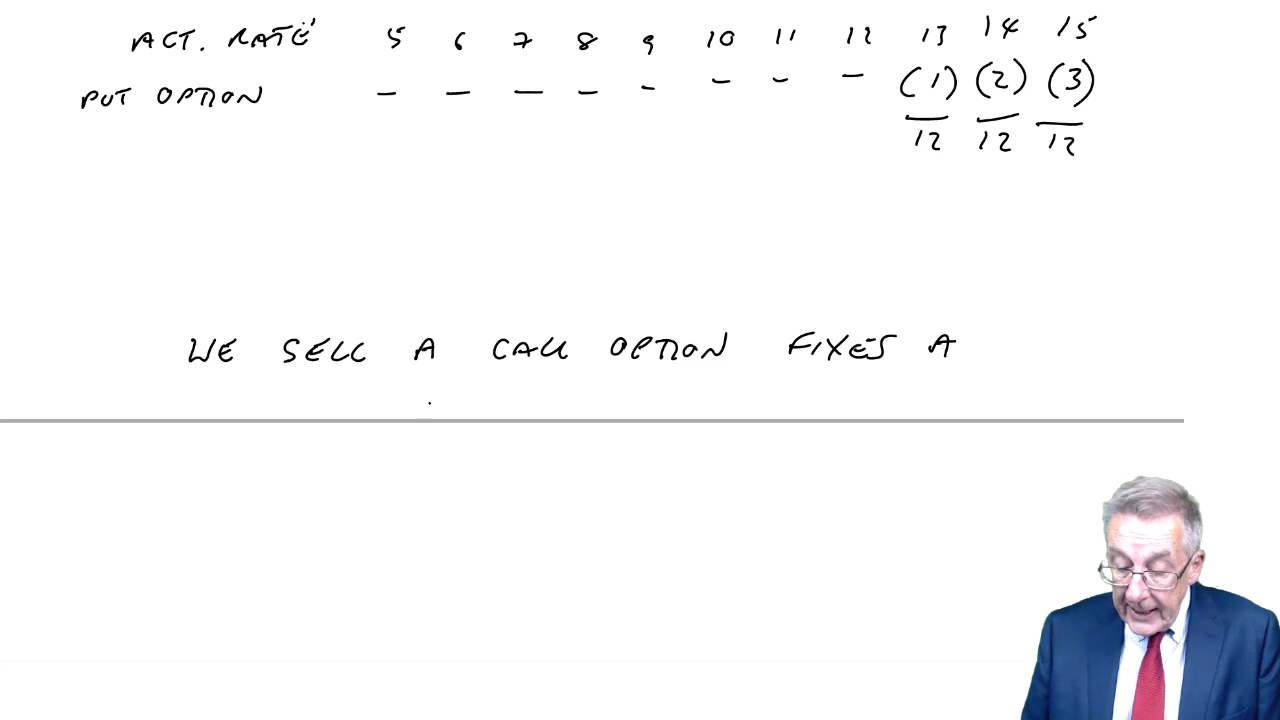 ACT. RATE 5 6 7 8 9 10 11 12 13 14 15
PUT OPTION - - - - - - - - (1) (2) (3)
12 12 12
WE SELL A CALL OPTION FIXES A